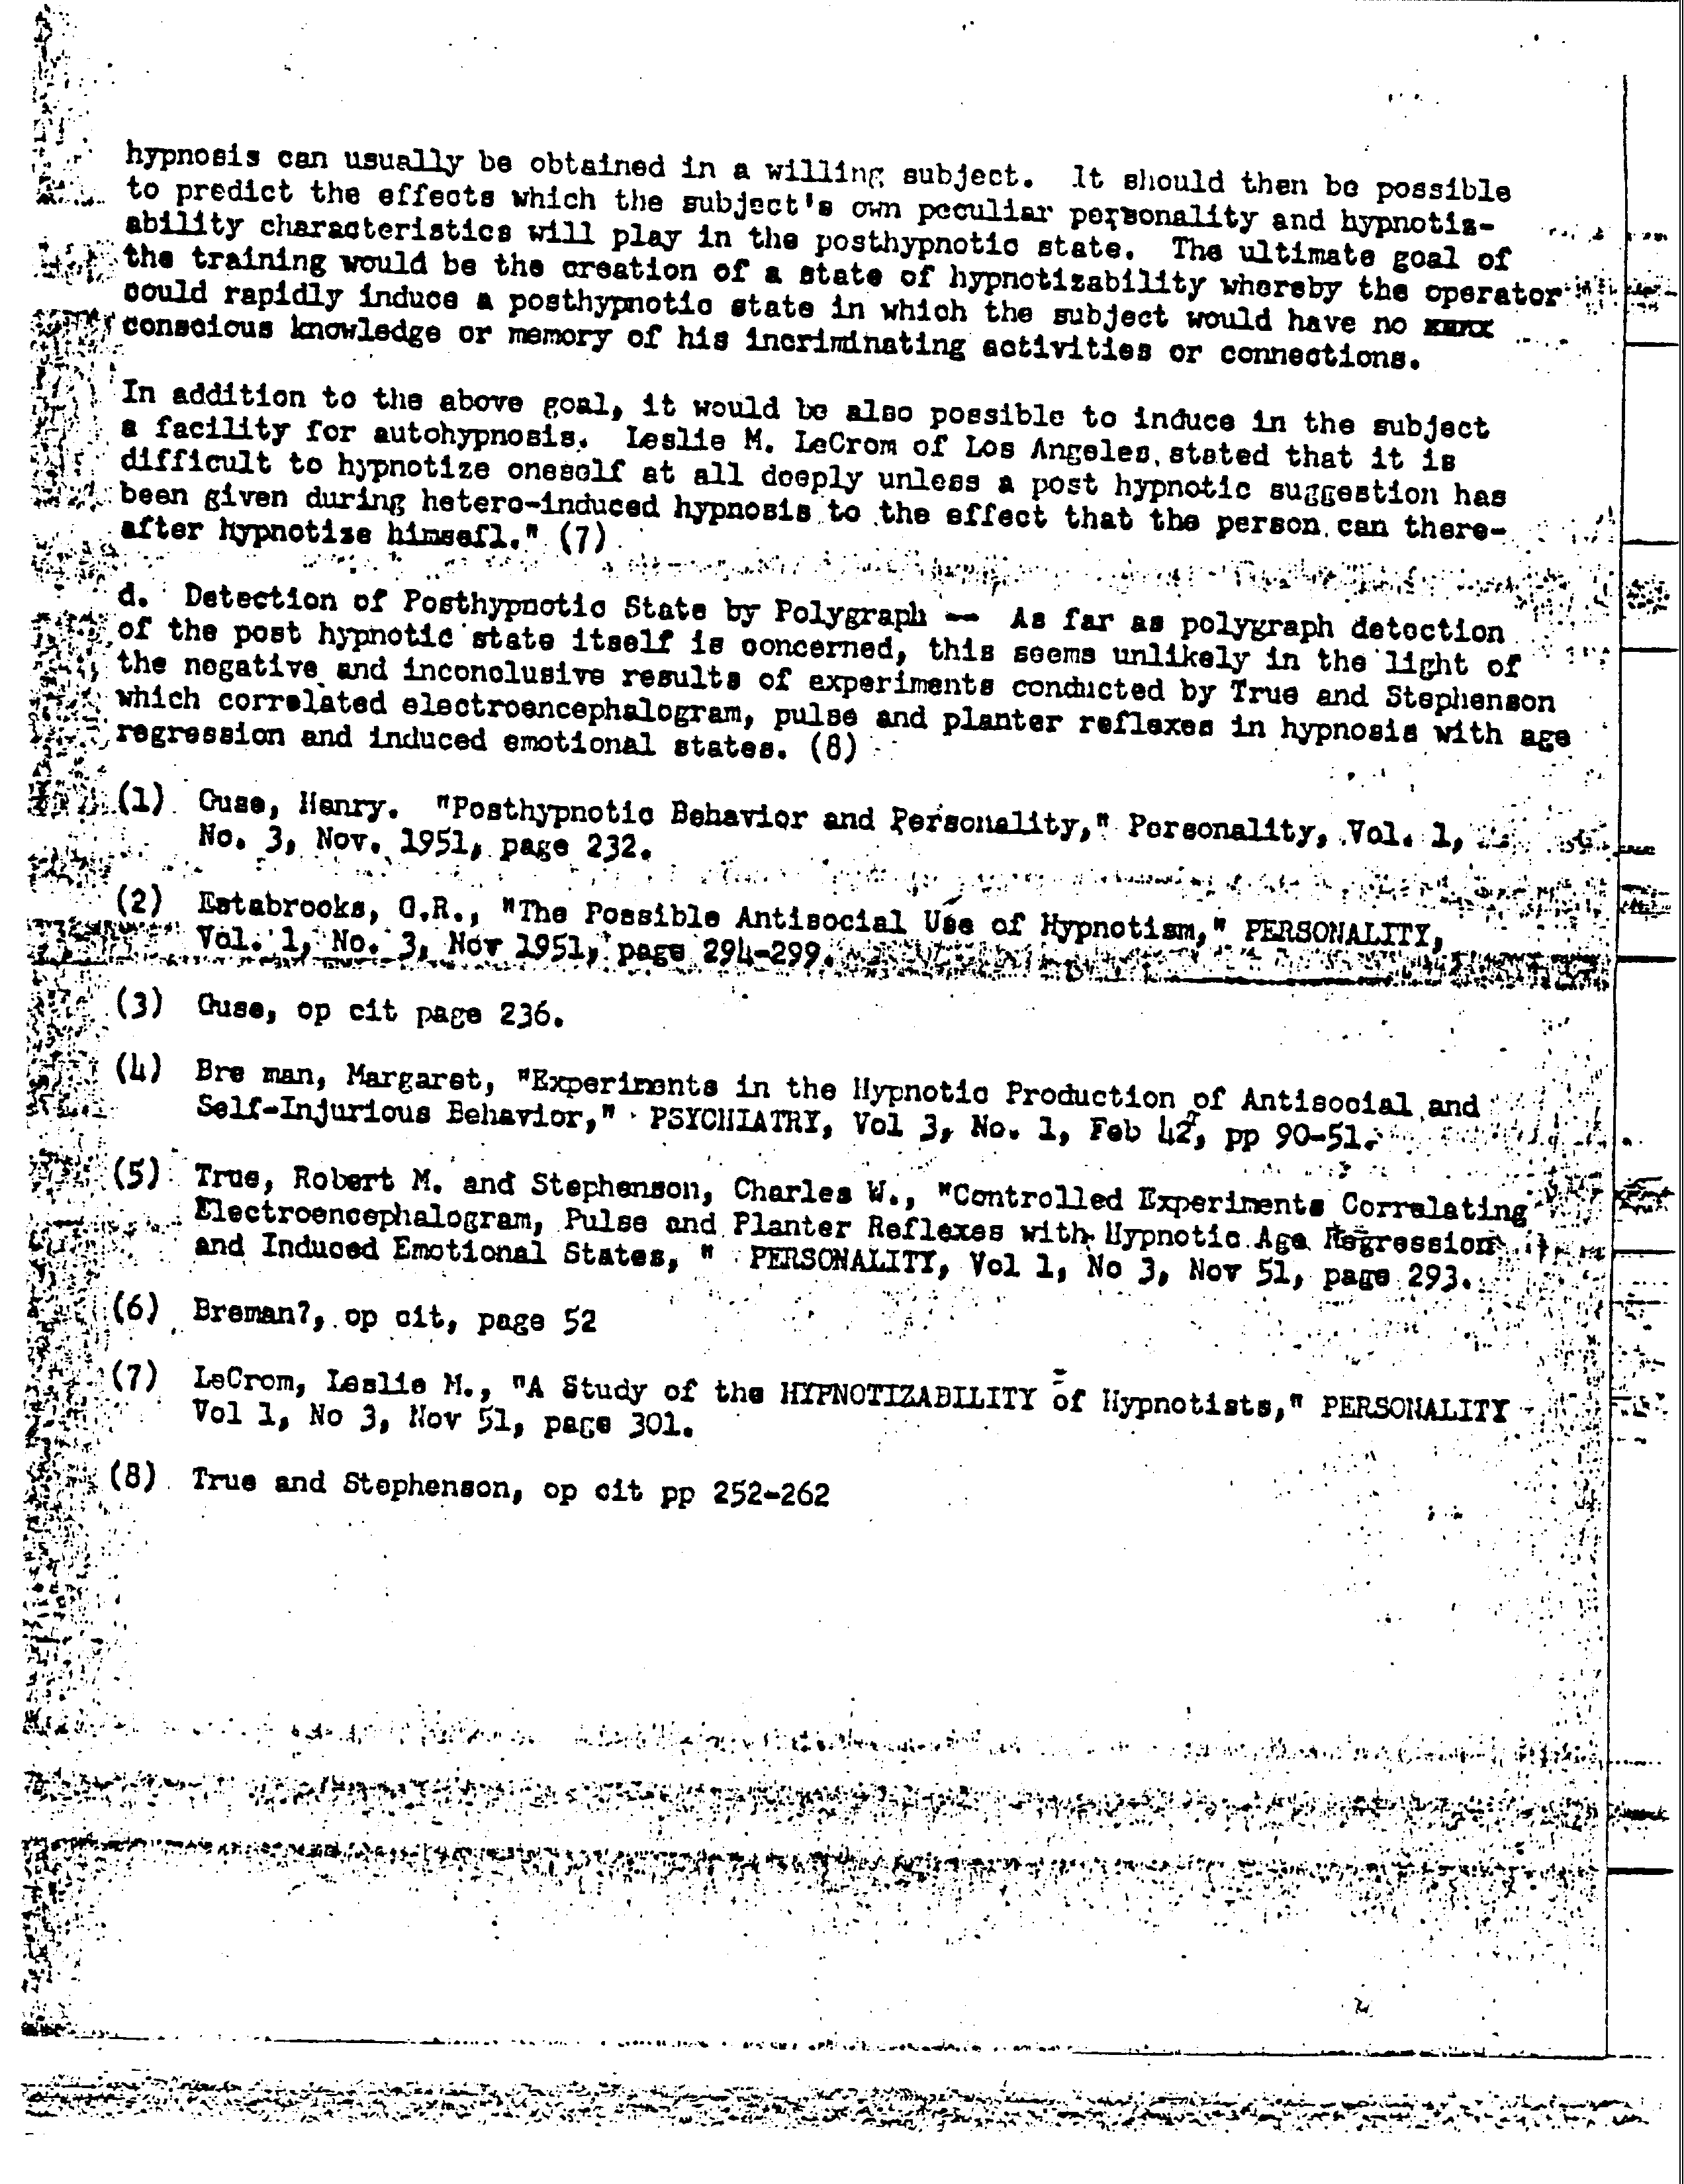 hypnosis can usually be obtained in a willing subject. It should then be possible
to predict the effects which the subject's own peculiar personality and hypnotiz-
ability characteristics will play in the posthypnotic state. The ultimate goal of
the training would be the creation of a state of hypnotizability whereby the operator
could rapidly induce a posthypnotic state in which the subject would have no
conscious knowledge or memory of his incriminating activities or connections.
In addition to the above goal, it would be also possible to induce in the subject
a facility for autohypnosis. Leslie M. LeCrom of Los Angeles stated that it is
difficult to hypnotize oneself at all deeply unless a post hypnotic suggestion has
been given during hetero-induced hypnosis to the effect that the person can there-
after hypnotize himsefl." (7)
d. Detection of Posthypnotic State by Polygraph -- As far as polygraph detection
of the post hypnotic state itself is concerned, this seems unlikely in the light of
the negative and inconclusive results of experiments conducted by True and Stephenson
which correlated electroencephalogram, pulse and planter reflexes in hypnosis with age
regression and induced emotional states. (8)
(1) Guse, Henry. "Posthypnotic Behavior and Personality," Personality, Vol. 1,
No. 3, Nov. 1951, page 232.
(2) Estabrooks, G.R., "The Possible Antisocial Use of Hypnotism," PERSONALITY,
Vol. 1, No. 3, Nov 1951, page 294-299.
(3) Guse, op cit page 236.
(4) Bre man, Margaret, "Experiments in the Hypnotic Production of Antisocial and
Self-Injurious Behavior," PSYCHIATRY, Vol 3, No. 1, Feb 42, pp 90-51.
(5) True, Robert M. and Stephenson, Charles W., "Controlled Experiments Correlating
Electroencephalogram, Pulse and Planter Reflexes with Hypnotic Age Regression
and Induced Emotional States, " PERSONALITY, Vol 1, No 3, Nov 51, page 293.
(6) Breman?, op cit, page 52
(7) LeCrom, Leslie M., "A Study of the HYPNOTIZABILITY of Hypnotists," PERSONALITY
Vol 1, No 3, Nov 51, page 301.
(8) True and Stephenson, op cit pp 252-262